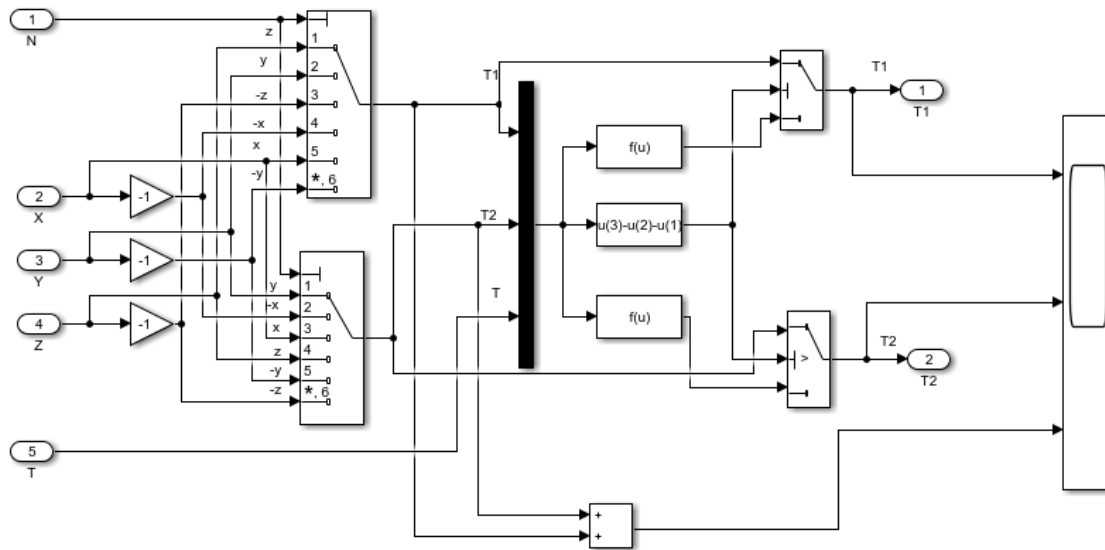 1
N
z
1
y
2
-z
3
-x
4
x
5
-y
*, 6
2
X
-1
3
Y
-1
4
Z
-1
y
1
-x
2
x
3
z
4
-y
5
-z
*, 6
5
T
T1
T2
T
f(u)
u(3)-u(2)-u(1)
f(u)
T1
1
T1
>
T2
2
T2
+
+